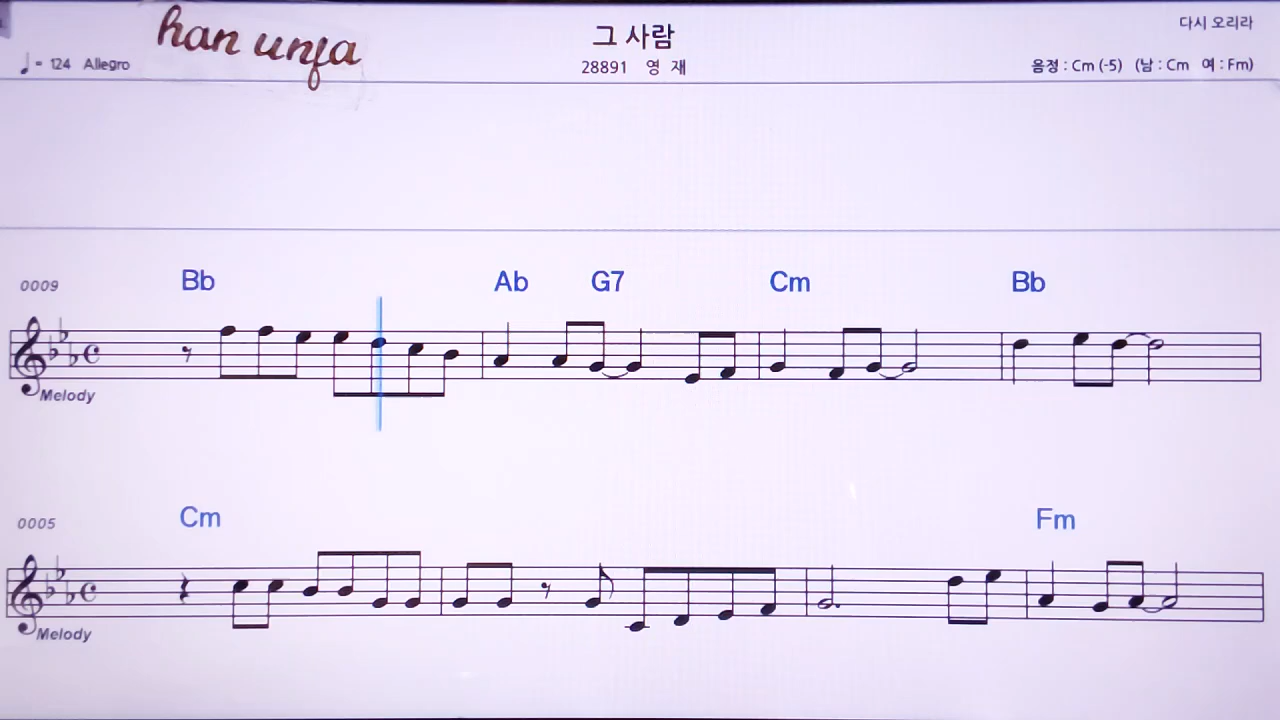 han unfa
그 사람
다시 오리라
♩= 124 Allegro
28891 영 재
음정 : Cm (-5) (남 : Cm 여 : Fm)
0009 Bb Ab G7 Cm Bb
Melody
0005 Cm Fm
Melody